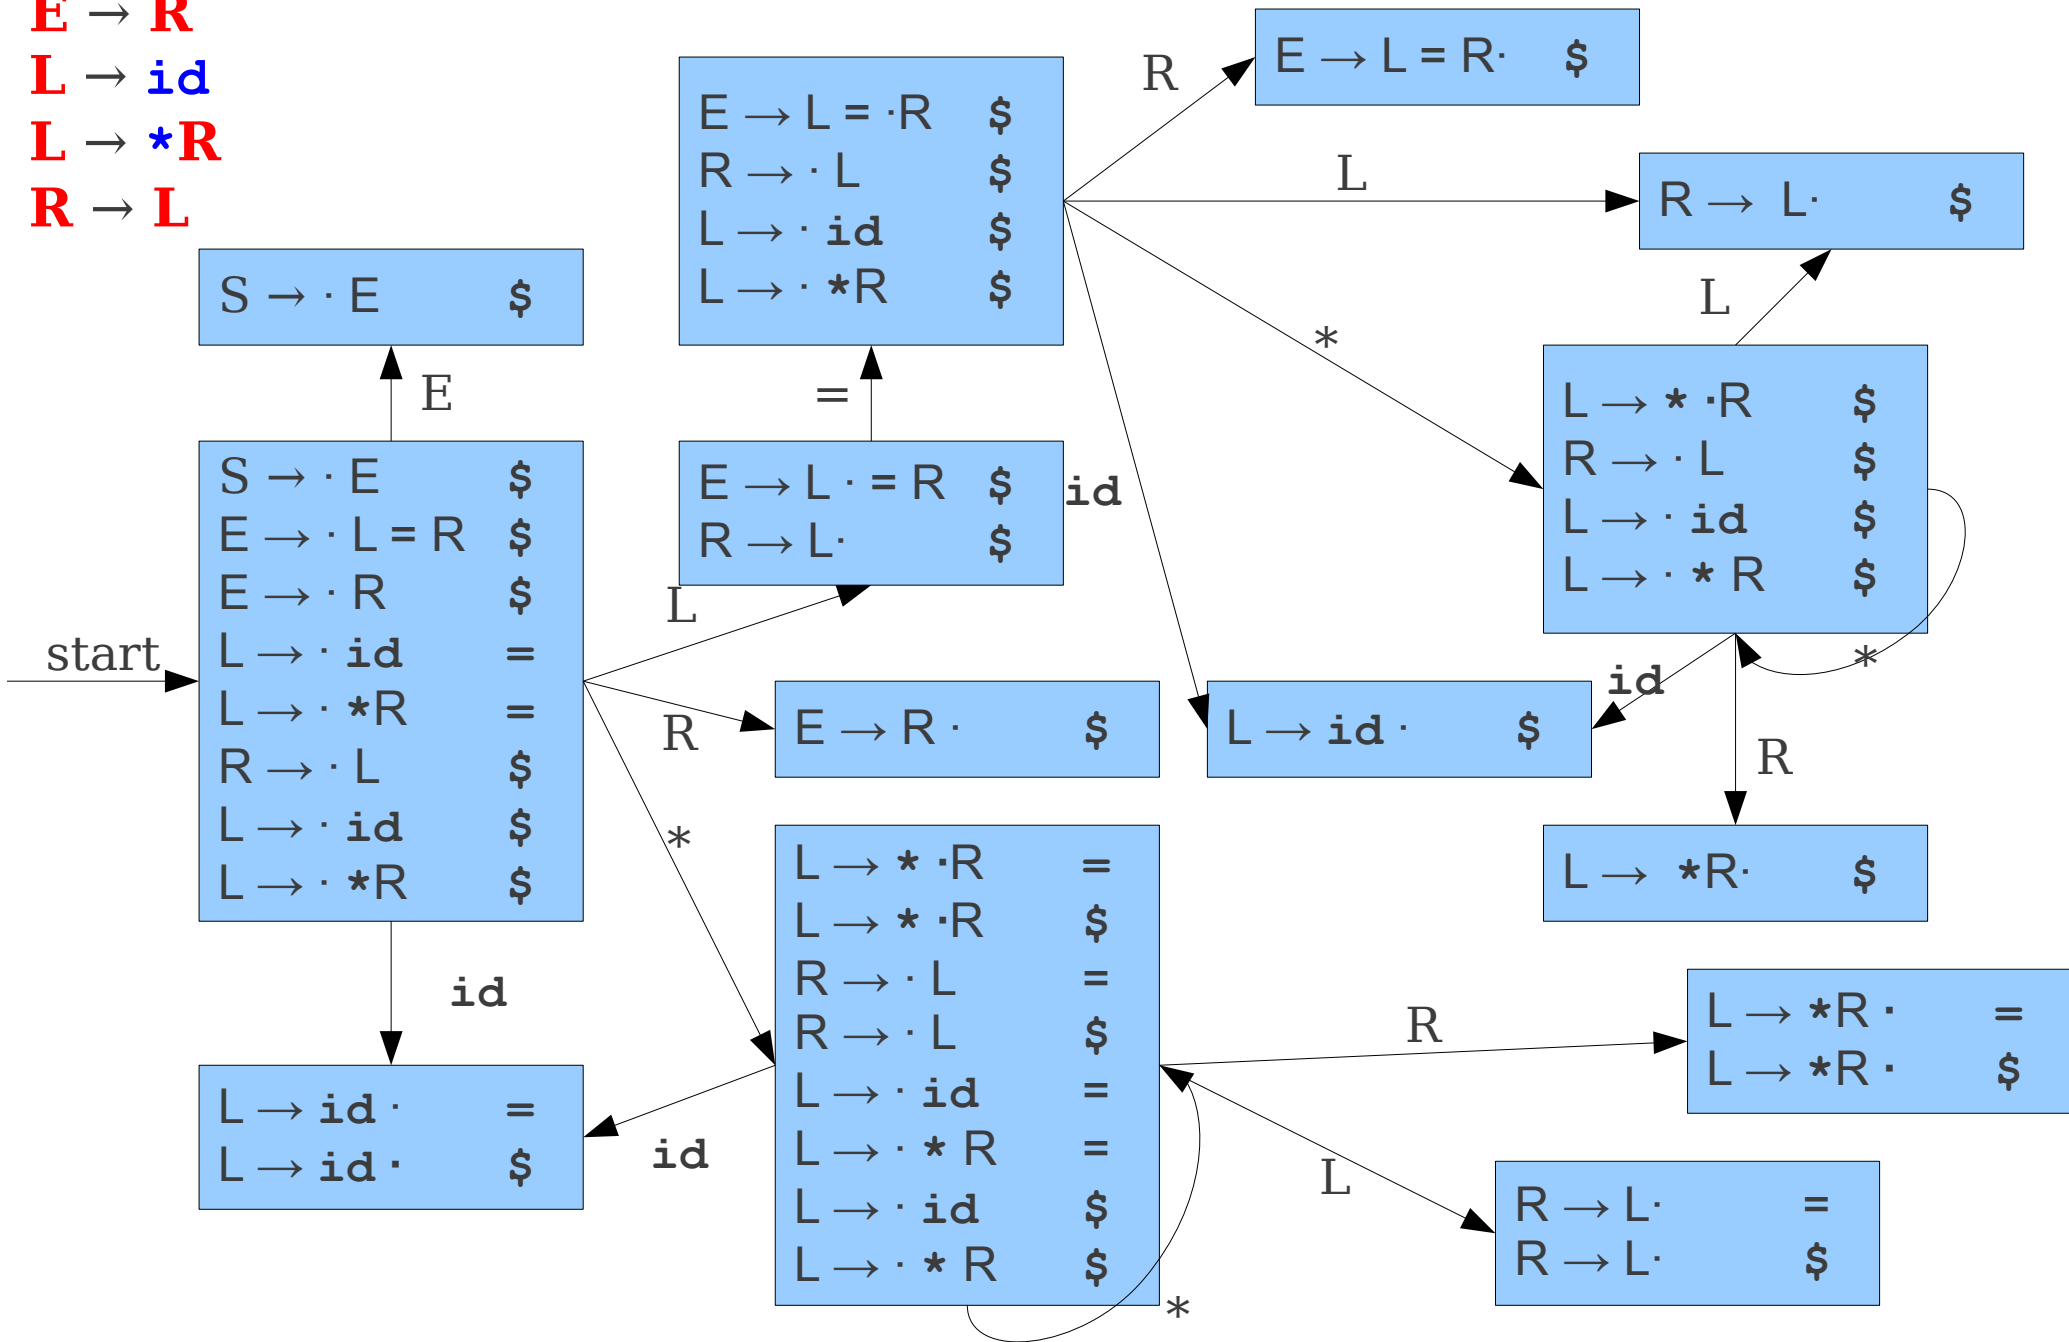 E → R
L → id
L → *R
R → L
S → · E $
E
S → · E $
E → · L = R $
E → · R $
L → · id =
L → · *R =
R → · L $
L → · id $
L → · *R $
start
id
L → id · =
L → id · $
E → L = ·R $
R → · L $
L → · id $
L → · *R $
=
E → L · = R $
R → L· $
L
R
E → R · $
*
id
L → * ·R =
L → * ·R $
R → · L =
R → · L $
L → · id =
L → · * R =
L → · id $
L → · * R $
*
R
E → L = R· $
L
R → L· $
*
id
L
L → * ·R $
R → · L $
L → · id $
L → · * R $
*
id
L → id · $
R
L → *R· $
R
L → *R · =
L → *R · $
L
R → L· =
R → L· $